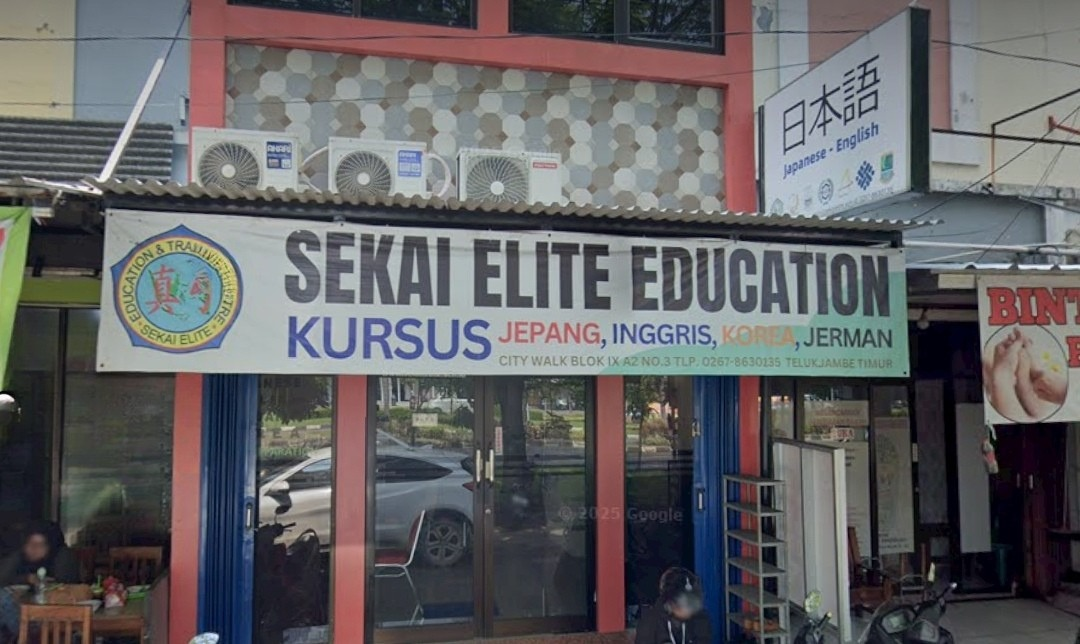 日本語
Japanese - English
SEKAI ELITE EDUCATION
KURSUS JEPANG, INGGRIS, KOREA, JERMAN
CITY WALK BLOK IX A2 NO.3 TLP. 0267-8630135 TELUKJAMBE TIMUR
EDUCATION & TRAINING CENTRE
SEKAI ELITE
BINT
© 2025 Google